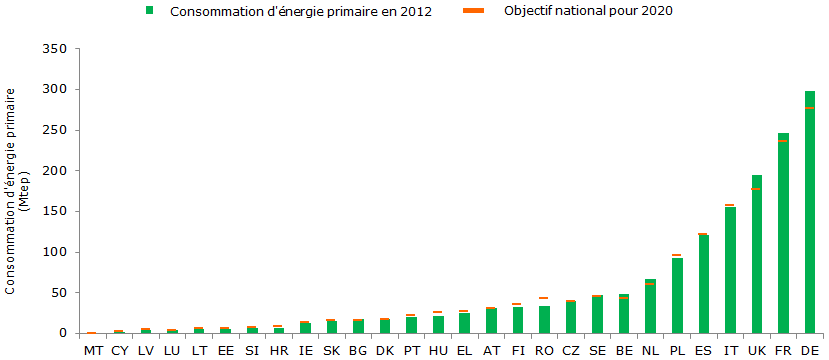 Consommation d'énergie primaire en 2012 Objectif national pour 2020
Consommation d'énergie primaire
(Mtep)
350
300
250
200
150
100
50
0
MT CY LV LU LT EE SI HR IE SK BG DK PT HU EL AT FI RO CZ SE BE NL PL ES IT UK FR DE